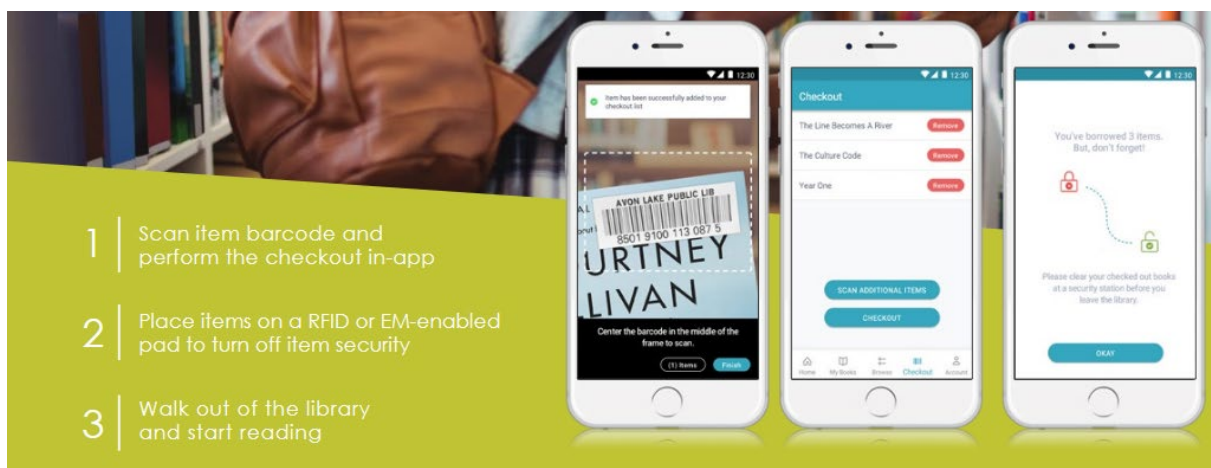 1
Scan item barcode and
perform the checkout in-app
2
Place items on a RFID or EM-enabled
pad to turn off item security
3
Walk out of the library
and start reading
12:30
Item has been successfully added to your
checkout list
AVON LAKE PUBLIC LIB
8501 9100 113 087 5
URTNEY
LIVAN
Center the barcode in the middle of the
frame to scan.
(1) Items
Finish
12:30
Checkout
The Line Becomes A River
Remove
The Culture Code
Remove
Year One
Remove
SCAN ADDITIONAL ITEMS
CHECKOUT
Home My Books Browse Checkout Account
12:30
You've borrowed 3 items.
But, don't forget!
Please clear your checked out books
at a security station before you
leave the library.
OKAY